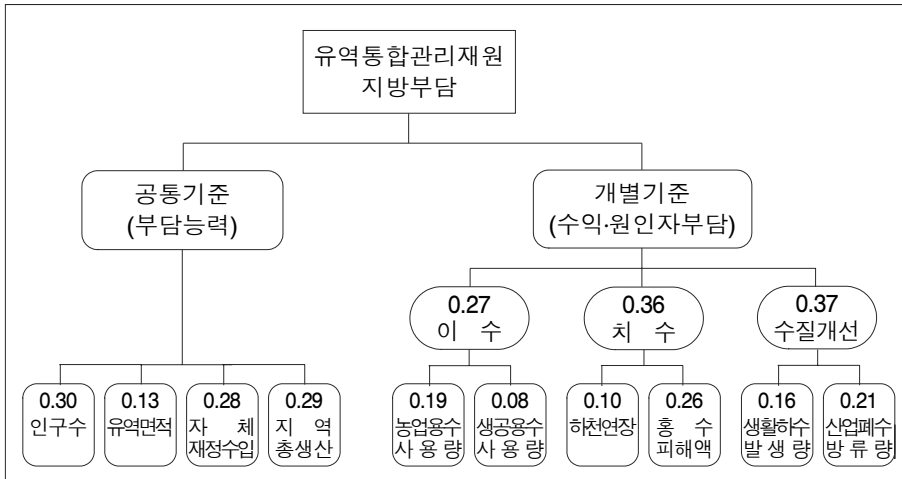 유역통합관리재원
지방부담
공통기준
(부담능력)
개별기준
(수익·원인자부담)
0.27
이 수
0.36
치 수
0.37
수질개선
0.30
인구수
0.13
유역면적
0.28
자 체
재정수입
0.29
지 역
총생산
0.19
농업용수
사 용 량
0.08
생공용수
사 용 량
0.10
하천연장
0.26
홍 수
피해액
0.16
생활하수
발 생 량
0.21
산업폐수
방 류 량